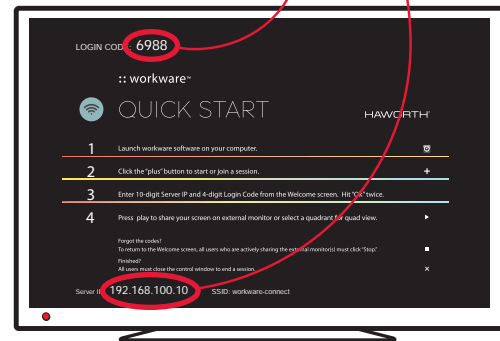 LOGIN CODE: 6988
:: workware™
QUICK START
HAWORTH
1 Launch workware software on your computer.
2 Click the "plus" button to start or join a session.
3 Enter 10-digit Server IP and 4-digit Login Code from the Welcome screen. Hit "Ok" twice.
4 Press play to share your screen on external monitor or select a quadrant for quad view.
Forgot the codes?
To return to the Welcome screen, all users who are actively sharing the external monitor(s) must click "Stop."
Finished?
All users must close the control window to end a session.
Server IP: 192.168.100.10 SSID: workware-connect